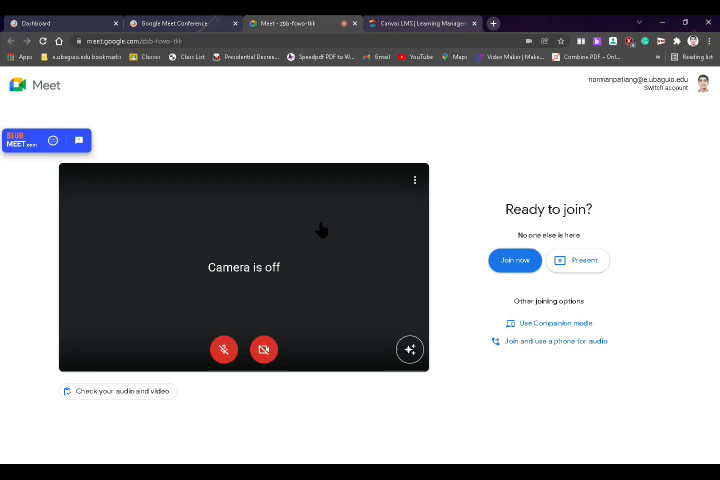 Dashboard
Google Meet Conference
Meet - zbb-fcwo-tkk
Canvas LMS | Learning Manage
meet.google.com/zbb-fcwo-tkk
Apps
e.ubaguio.edu bookmarks
Classes
Class List
Presidential Decree...
Speedpdf PDF to W...
Gmail
YouTube
Maps
Video Maker | Make...
Combine PDF – Onl...
Reading list
Meet
normanpatiang@e.ubaguio.edu
Switch account
BLUR
MEET.com
Ready to join?
No one else is here
Camera is off
Join now
Present
Other joining options
Use Companion mode
Join and use a phone for audio
Check your audio and video